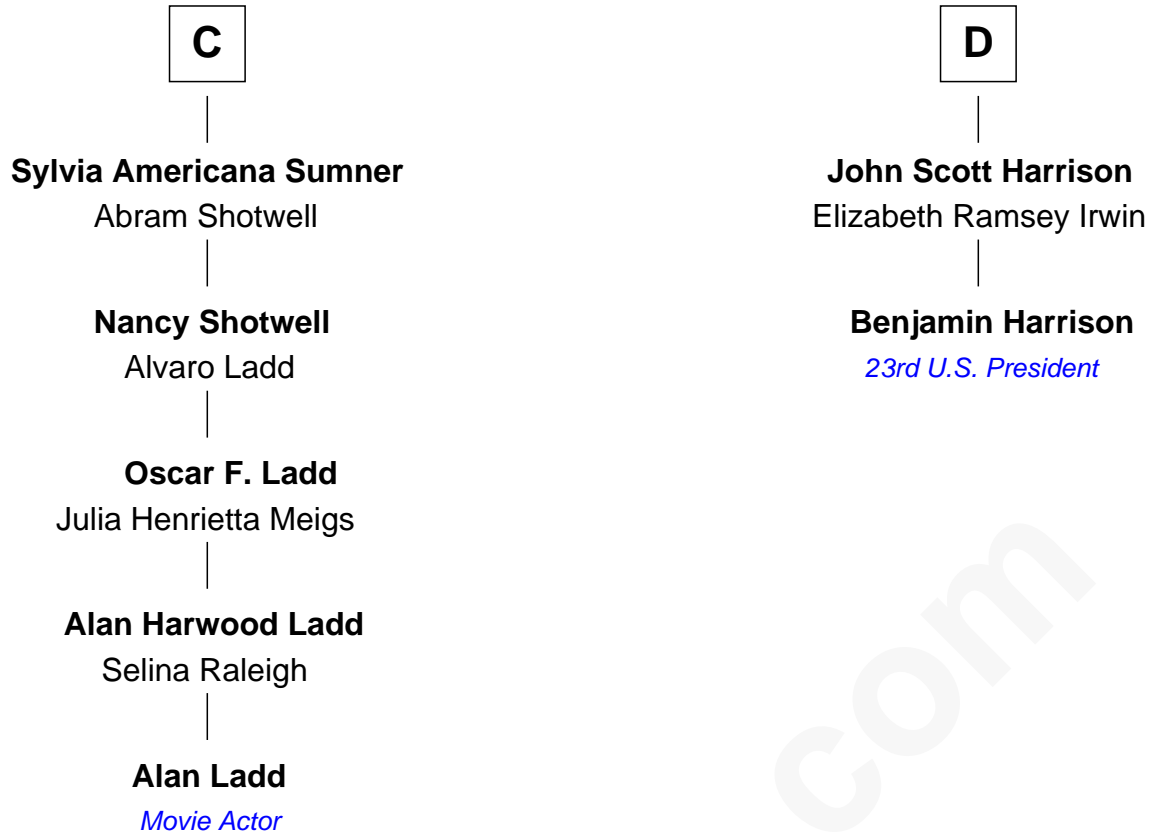 C
Sylvia Americana Sumner
Abram Shotwell
Nancy Shotwell
Alvaro Ladd
Oscar F. Ladd
Julia Henrietta Meigs
Alan Harwood Ladd
Selina Raleigh
Alan Ladd
Movie Actor
D
John Scott Harrison
Elizabeth Ramsey Irwin
Benjamin Harrison
23rd U.S. President
com